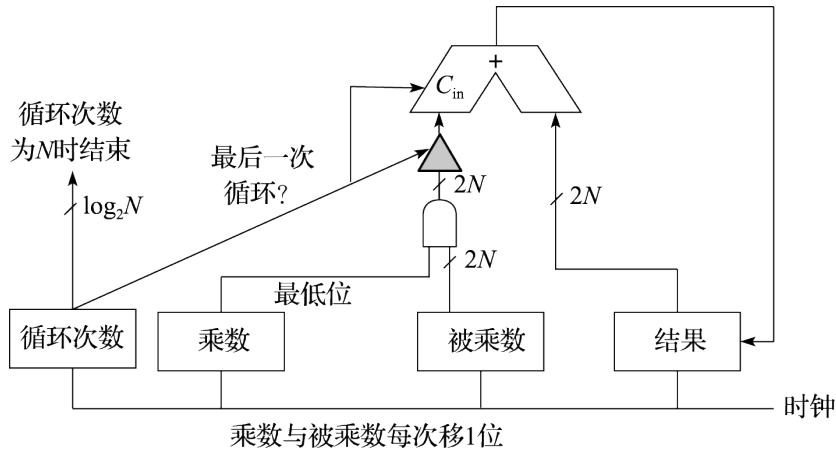 +
C_in
循环次数
为N时结束
最后一次
循环?
log₂N
2N
2N
2N
最低位
循环次数
乘数
被乘数
结果
时钟
乘数与被乘数每次移1位